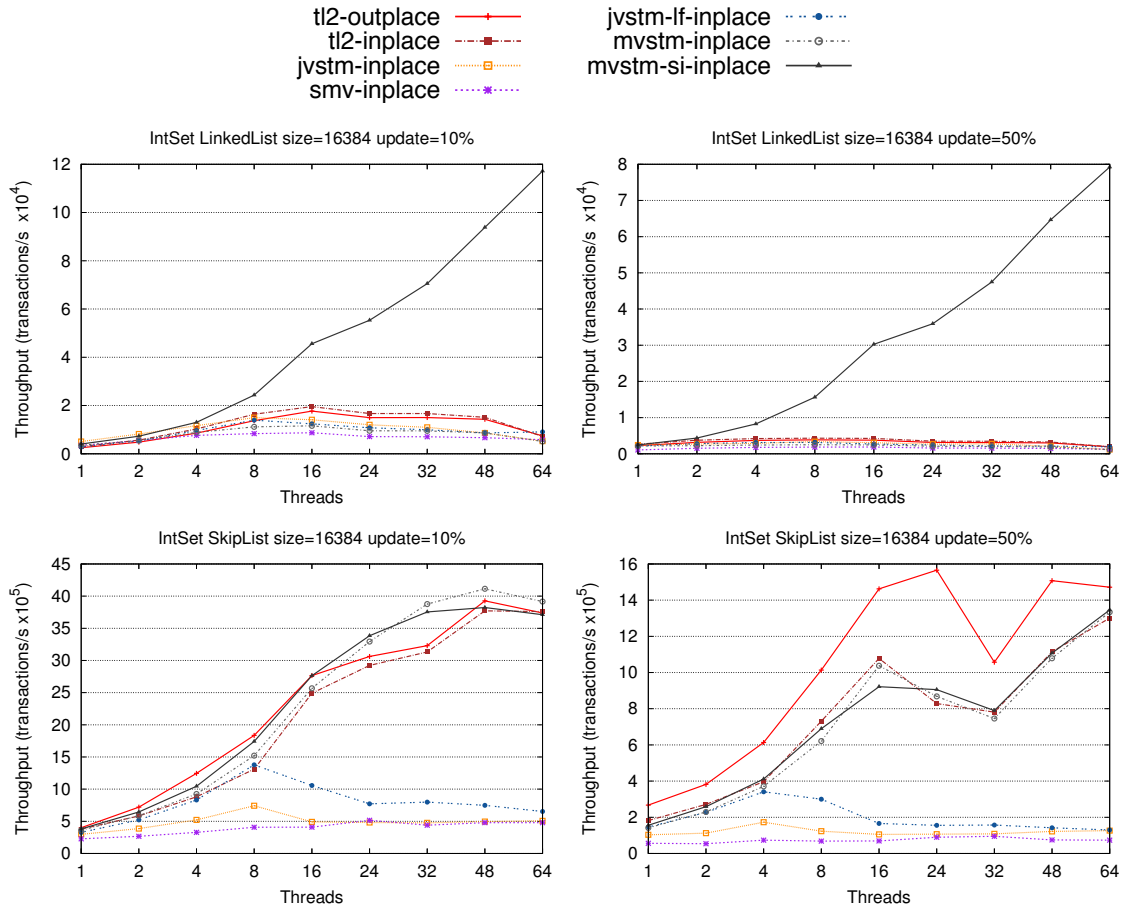 tl2-outplace
tl2-inplace
jvstm-inplace
smv-inplace
jvstm-lf-inplace
mvstm-inplace
mvstm-si-inplace
IntSet LinkedList size=16384 update=10%
Throughput (transactions/s x10^4)
12
10
8
6
4
2
0
1 2 4 8 16 24 32 48 64
Threads
IntSet LinkedList size=16384 update=50%
Throughput (transactions/s x10^4)
8
7
6
5
4
3
2
1
0
1 2 4 8 16 24 32 48 64
Threads
IntSet SkipList size=16384 update=10%
Throughput (transactions/s x10^5)
45
40
35
30
25
20
15
10
5
0
1 2 4 8 16 24 32 48 64
Threads
IntSet SkipList size=16384 update=50%
Throughput (transactions/s x10^5)
16
14
12
10
8
6
4
2
0
1 2 4 8 16 24 32 48 64
Threads